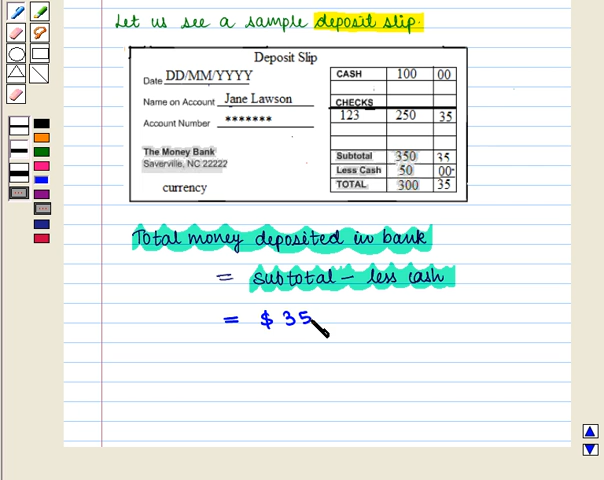 Let us see a sample deposit slip.
Deposit Slip
Date DD/MM/YYYY
Name on Account Jane Lawson
Account Number *******
The Money Bank
Saverville, NC 22222
currency
CASH 100 00
CHECKS
123 250 35
Subtotal 350 35
Less Cash 50 00
TOTAL 300 35
Total money deposited in bank
= subtotal - less cash
= $ 35